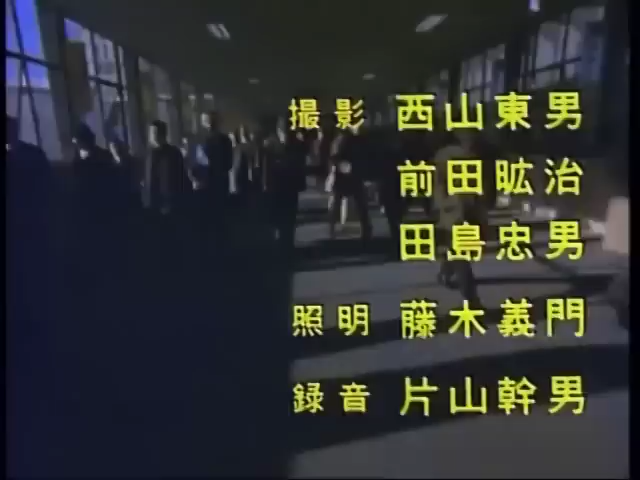 撮影 西山東男
前田昿治
田島忠男
照明 藤木義門
録音 片山幹男